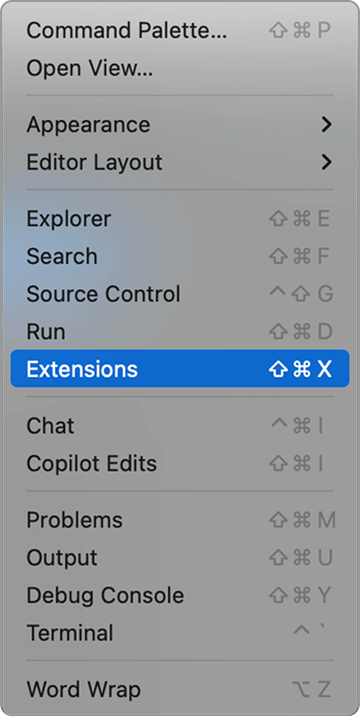 Command Palette... ⇧⌘P
Open View...
Appearance
Editor Layout
Explorer ⇧⌘E
Search ⇧⌘F
Source Control ^⇧G
Run ⇧⌘D
Extensions ⇧⌘X
Chat ^⌘I
Copilot Edits ⇧⌘I
Problems ⇧⌘M
Output ⇧⌘U
Debug Console ⇧⌘Y
Terminal ^`
Word Wrap ⌥Z